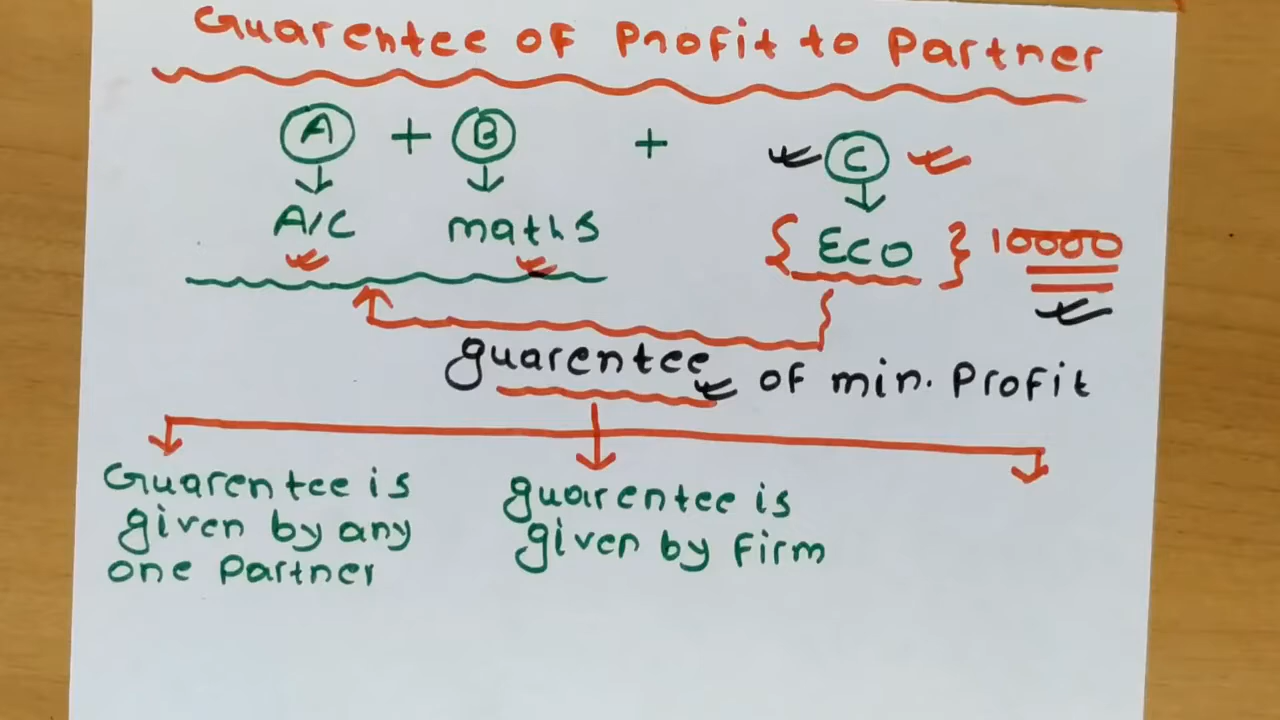 Guarentee OF Profit to Partner
A + B + C
A/C maths { ECO } 10000
guarentee OF min. Profit
Guarentee is
given by any
one Partner
guarentee is
given by Firm